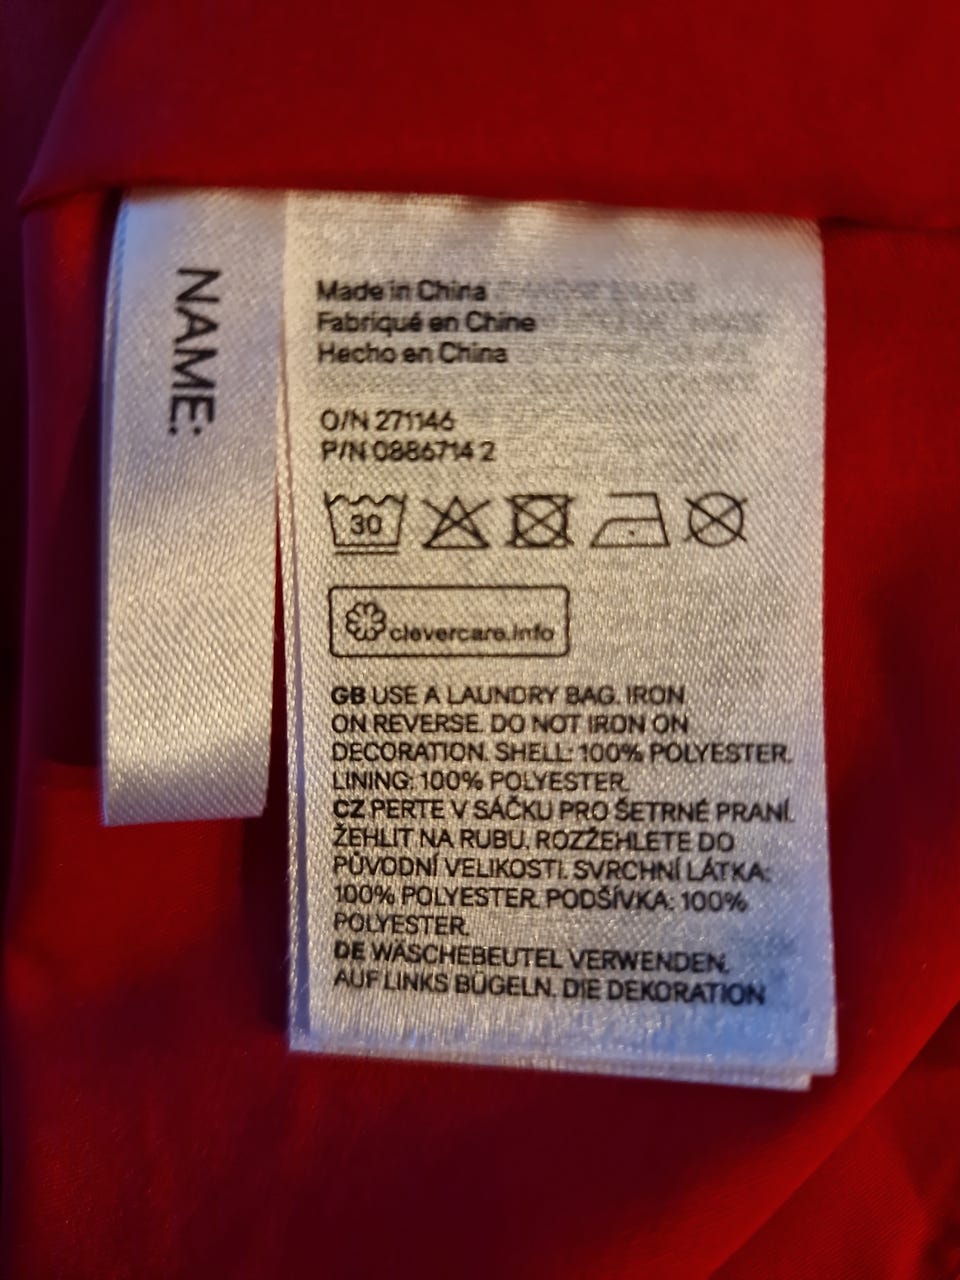 NAME:
Made in China
Fabriqué en Chine
Hecho en China
O/N 271146
P/N 0886714 2
30
clevercare.info
GB USE A LAUNDRY BAG. IRON
ON REVERSE. DO NOT IRON ON
DECORATION. SHELL: 100% POLYESTER.
LINING: 100% POLYESTER.
CZ PERTE V SÁČKU PRO ŠETRNÉ PRANÍ.
ŽEHLIT NA RUBU. ROZŽEHLETE DO
PŮVODNÍ VELIKOSTI. SVRCHNÍ LÁTKA:
100% POLYESTER. PODŠÍVKA: 100%
POLYESTER.
DE WÄSCHEBEUTEL VERWENDEN.
AUF LINKS BÜGELN. DIE DEKORATION